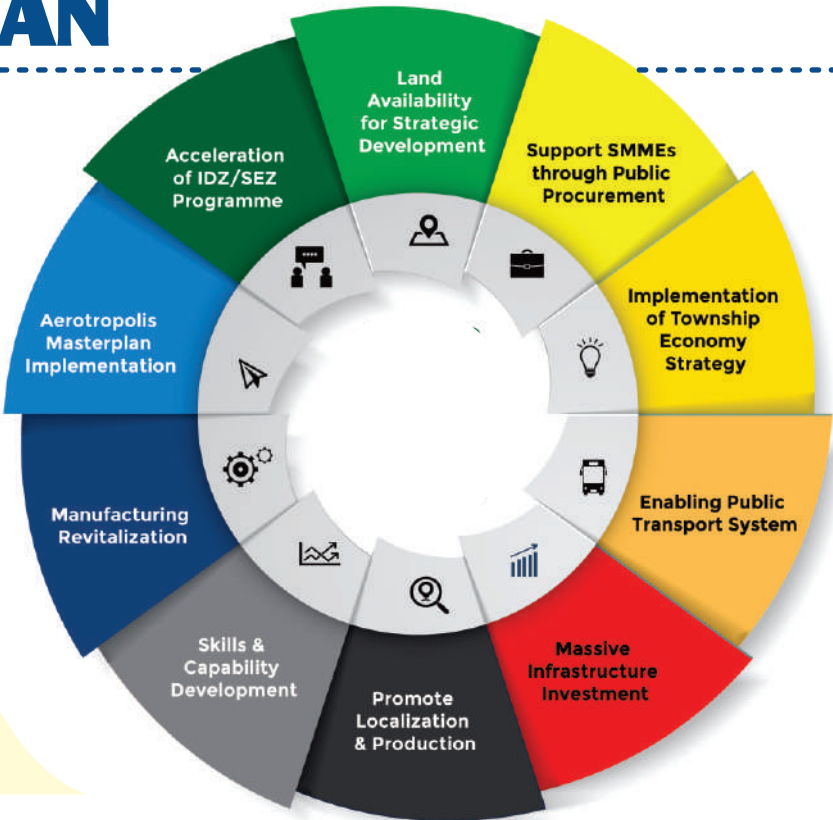 AN
Land
Availability
for Strategic
Development
Support SMMEs
through Public
Procurement
Implementation
of Township
Economy
Strategy
Enabling Public
Transport System
Massive
Infrastructure
Investment
Promote
Localization
& Production
Skills &
Capability
Development
Manufacturing
Revitalization
Aerotropolis
Masterplan
Implementation
Acceleration
of IDZ/SEZ
Programme